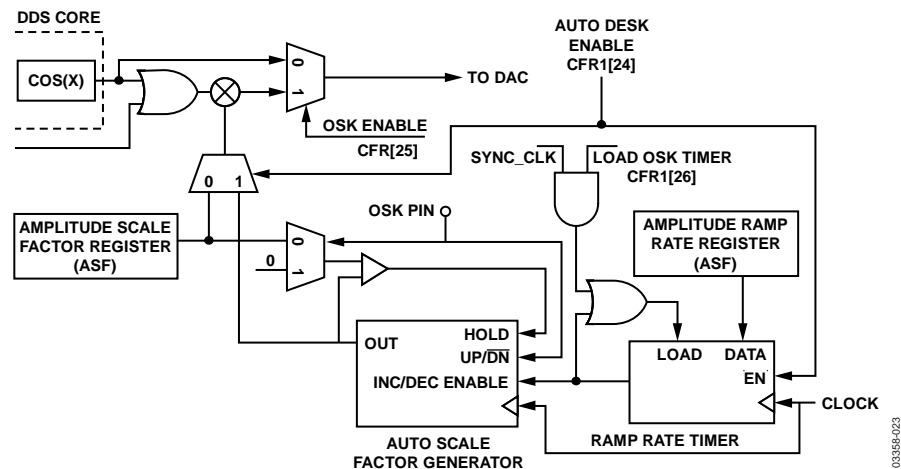 DDS CORE
COS(X)
0
1
TO DAC
OSK ENABLE
CFR[25]
AUTO DESK
ENABLE
CFR1[24]
SYNC_CLK
LOAD OSK TIMER
CFR1[26]
0 1
OSK PIN
AMPLITUDE SCALE
FACTOR REGISTER
(ASF)
0
0
1
AMPLITUDE RAMP
RATE REGISTER
(ASF)
OUT
HOLD
UP/DN
INC/DEC ENABLE
LOAD DATA
EN
CLOCK
RAMP RATE TIMER
AUTO SCALE
FACTOR GENERATOR
03358-023